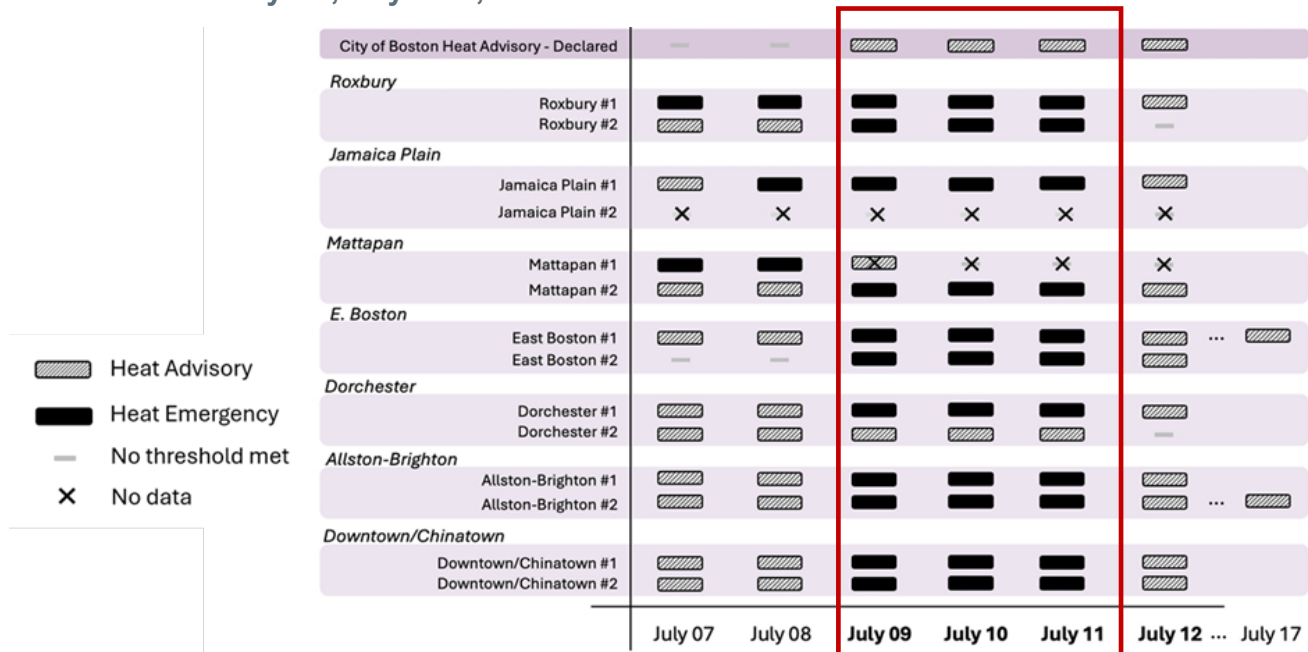 City of Boston Heat Advisory - Declared
Roxbury
Roxbury #1
Roxbury #2
Jamaica Plain
Jamaica Plain #1
Jamaica Plain #2
Mattapan
Mattapan #1
Mattapan #2
E. Boston
East Boston #1
...
East Boston #2
Heat Advisory
Dorchester
Heat Emergency
Dorchester #1
Dorchester #2
No threshold met
Allston-Brighton
Allston-Brighton #1
No data
Allston-Brighton #2
...
Downtown/Chinatown
Downtown/Chinatown #1
Downtown/Chinatown #2
July 07 July 08 July 09 July 10 July 11 July 12 ... July 17